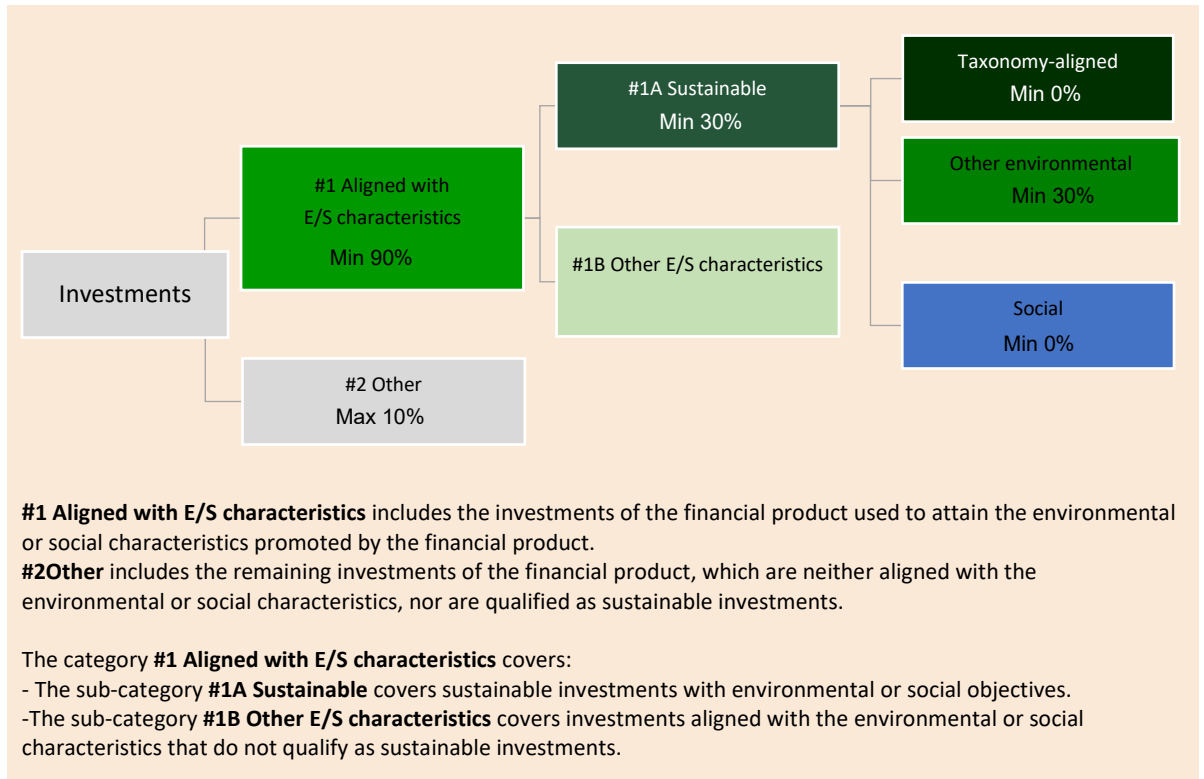 Investments
#1 Aligned with
E/S characteristics
Min 90%
#2 Other
Max 10%
#1A Sustainable
Min 30%
#1B Other E/S characteristics
Taxonomy-aligned
Min 0%
Other environmental
Min 30%
Social
Min 0%
#1 Aligned with E/S characteristics includes the investments of the financial product used to attain the environmental
or social characteristics promoted by the financial product.
#2Other includes the remaining investments of the financial product, which are neither aligned with the
environmental or social characteristics, nor are qualified as sustainable investments.
The category #1 Aligned with E/S characteristics covers:
- The sub-category #1A Sustainable covers sustainable investments with environmental or social objectives.
-The sub-category #1B Other E/S characteristics covers investments aligned with the environmental or social
characteristics that do not qualify as sustainable investments.